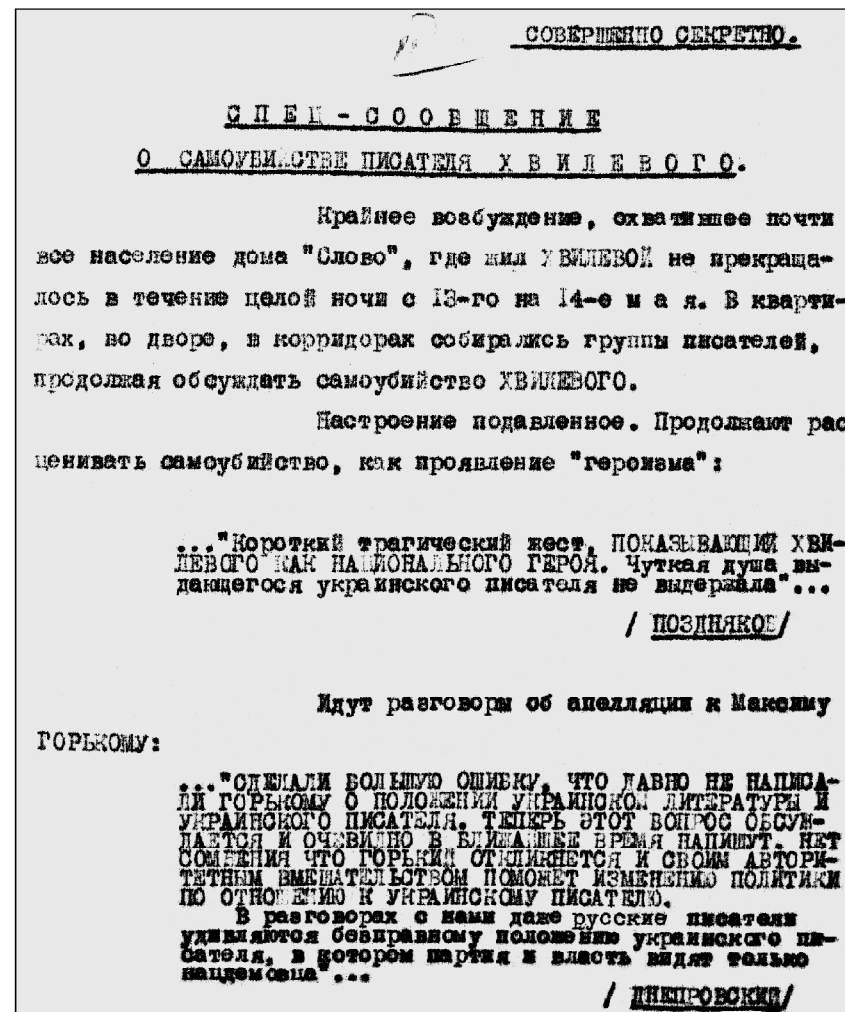 СОВЕРШЕННО СЕКРЕТНО.
СПЕЦ-СООБЩЕНИЕ
О САМОУБИЙСТВЕ ПИСАТЕЛЯ ХВИЛЕВОГО.
Крайнее возбуждение, охватившее почти
все население дома "Слово", где жил ХВИЛЕВОЙ не прекраща-
лось в течение целой ночи с 13-го на 14-е м а я. В кварти-
рах, во дворе, в корридорах собирались группы писателей,
продолжая обсуждать самоубийство ХВИЛЕВОГО.
Настроение подавленное. Продолжают рас
ценивать самоубийство, как проявление "героизма":
..."Короткий трагический жест, ПОКАЗЫВАЮЩИЙ ХВИ-
ЛЕВОГО КАК НАЦИОНАЛЬНОГО ГЕРОЯ. Чуткая душа вы-
дающегося украинского писателя не выдержала"...
/ ПОЗДНЯКОВ/
Идут разговоры об апелляции к Максиму
ГОРЬКОМУ:
..."СДЕЛАЛИ БОЛЬШУЮ ОШИБКУ, ЧТО ДАВНО НЕ НАПИСА-
ЛИ ГОРЬКОМУ О ПОЛОЖЕНИИ УКРАИНСКОЙ ЛИТЕРАТУРЫ И
УКРАИНСКОГО ПИСАТЕЛЯ. ТЕПЕРЬ ЭТОТ ВОПРОС ОБСУЖ-
ДАЕТСЯ И ОЧЕВИДНО В БЛИЖАЙШЕЕ ВРЕМЯ НАПИШУТ. НЕТ
СОМНЕНИЯ ЧТО ГОРЬКИЙ ОТКЛИКНЕТСЯ И СВОИМ АВТОРИ-
ТЕТНЫМ ВМЕШАТЕЛЬСТВОМ ПОМОЖЕТ ИЗМЕНЕНИЮ ПОЛИТИКИ
ПО ОТНОШЕНИЮ К УКРАИНСКОМУ ПИСАТЕЛЮ.
В разговорах с нами даже русские писатели
удивляются безправному положению украинского пи-
сателя, в котором партия и власть видят только
нацдемовца"...
/ ДНЕПРОВСКИЙ/